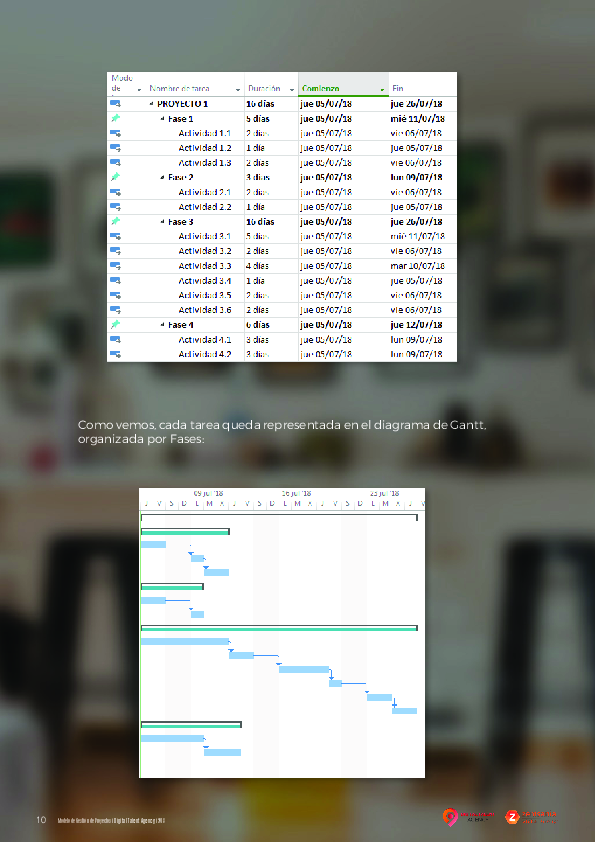 Modo
de Nombre de tarea Duración Comienzo Fin
PROYECTO 1 16 días jue 05/07/18 jue 26/07/18
Fase 1 5 días jue 05/07/18 mié 11/07/18
Actividad 1.1 2 días jue 05/07/18 vie 06/07/18
Actividad 1.2 1 día jue 05/07/18 jue 05/07/18
Actividad 1.3 2 días jue 05/07/18 vie 06/07/18
Fase 2 3 días jue 05/07/18 lun 09/07/18
Actividad 2.1 2 días jue 05/07/18 vie 06/07/18
Actividad 2.2 1 día jue 05/07/18 jue 05/07/18
Fase 3 16 días jue 05/07/18 jue 26/07/18
Actividad 3.1 5 días jue 05/07/18 mié 11/07/18
Actividad 3.2 2 días jue 05/07/18 vie 06/07/18
Actividad 3.3 4 días jue 05/07/18 mar 10/07/18
Actividad 3.4 1 día jue 05/07/18 jue 05/07/18
Actividad 3.5 2 días jue 05/07/18 vie 06/07/18
Actividad 3.6 2 días jue 05/07/18 vie 06/07/18
Fase 4 6 días jue 05/07/18 jue 12/07/18
Actividad 4.1 3 días jue 05/07/18 lun 09/07/18
Actividad 4.2 3 días jue 05/07/18 lun 09/07/18
Como vemos, cada tarea queda representada en el diagrama de Gantt,
organizada por Fases:
09 jul '18 16 jul '18 23 jul '18
J V S D L M X J V S D L M X J V S D L M X J V
10 Modelo de Gestión de Proyectos | Digital Talent Agency